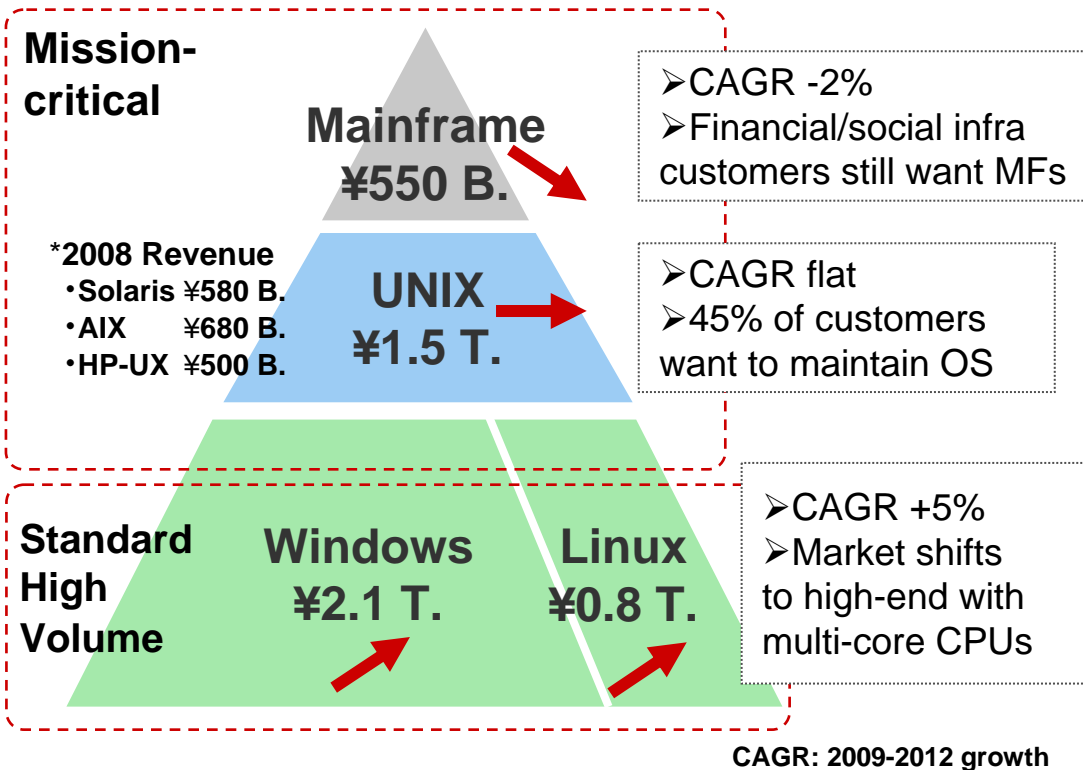 Mission-
critical
Mainframe
¥550 B.
➢CAGR -2%
➢Financial/social infra
customers still want MFs
*2008 Revenue
・Solaris ¥580 B.
・AIX ¥680 B.
・HP-UX ¥500 B.
UNIX
¥1.5 T.
➢CAGR flat
➢45% of customers
want to maintain OS
Standard
High
Volume
Windows
¥2.1 T.
Linux
¥0.8 T.
➢CAGR +5%
➢Market shifts
to high-end with
multi-core CPUs
CAGR: 2009-2012 growth